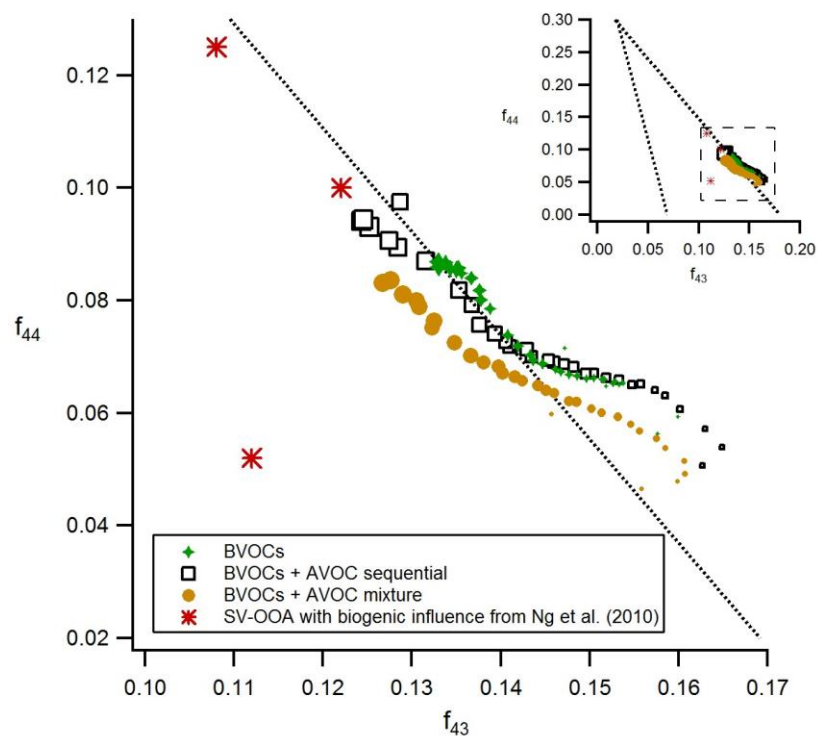 0.12
0.10
0.08
0.06
0.04
0.02
f44
0.10 0.11 0.12 0.13 0.14 0.15 0.16 0.17
f43
0.30
0.25
0.20
0.15
0.10
0.05
0.00
f44
0.00 0.05 0.10 0.15 0.20
f43
BVOCs
BVOCs + AVOC sequential
BVOCs + AVOC mixture
SV-OOA with biogenic influence from Ng et al. (2010)